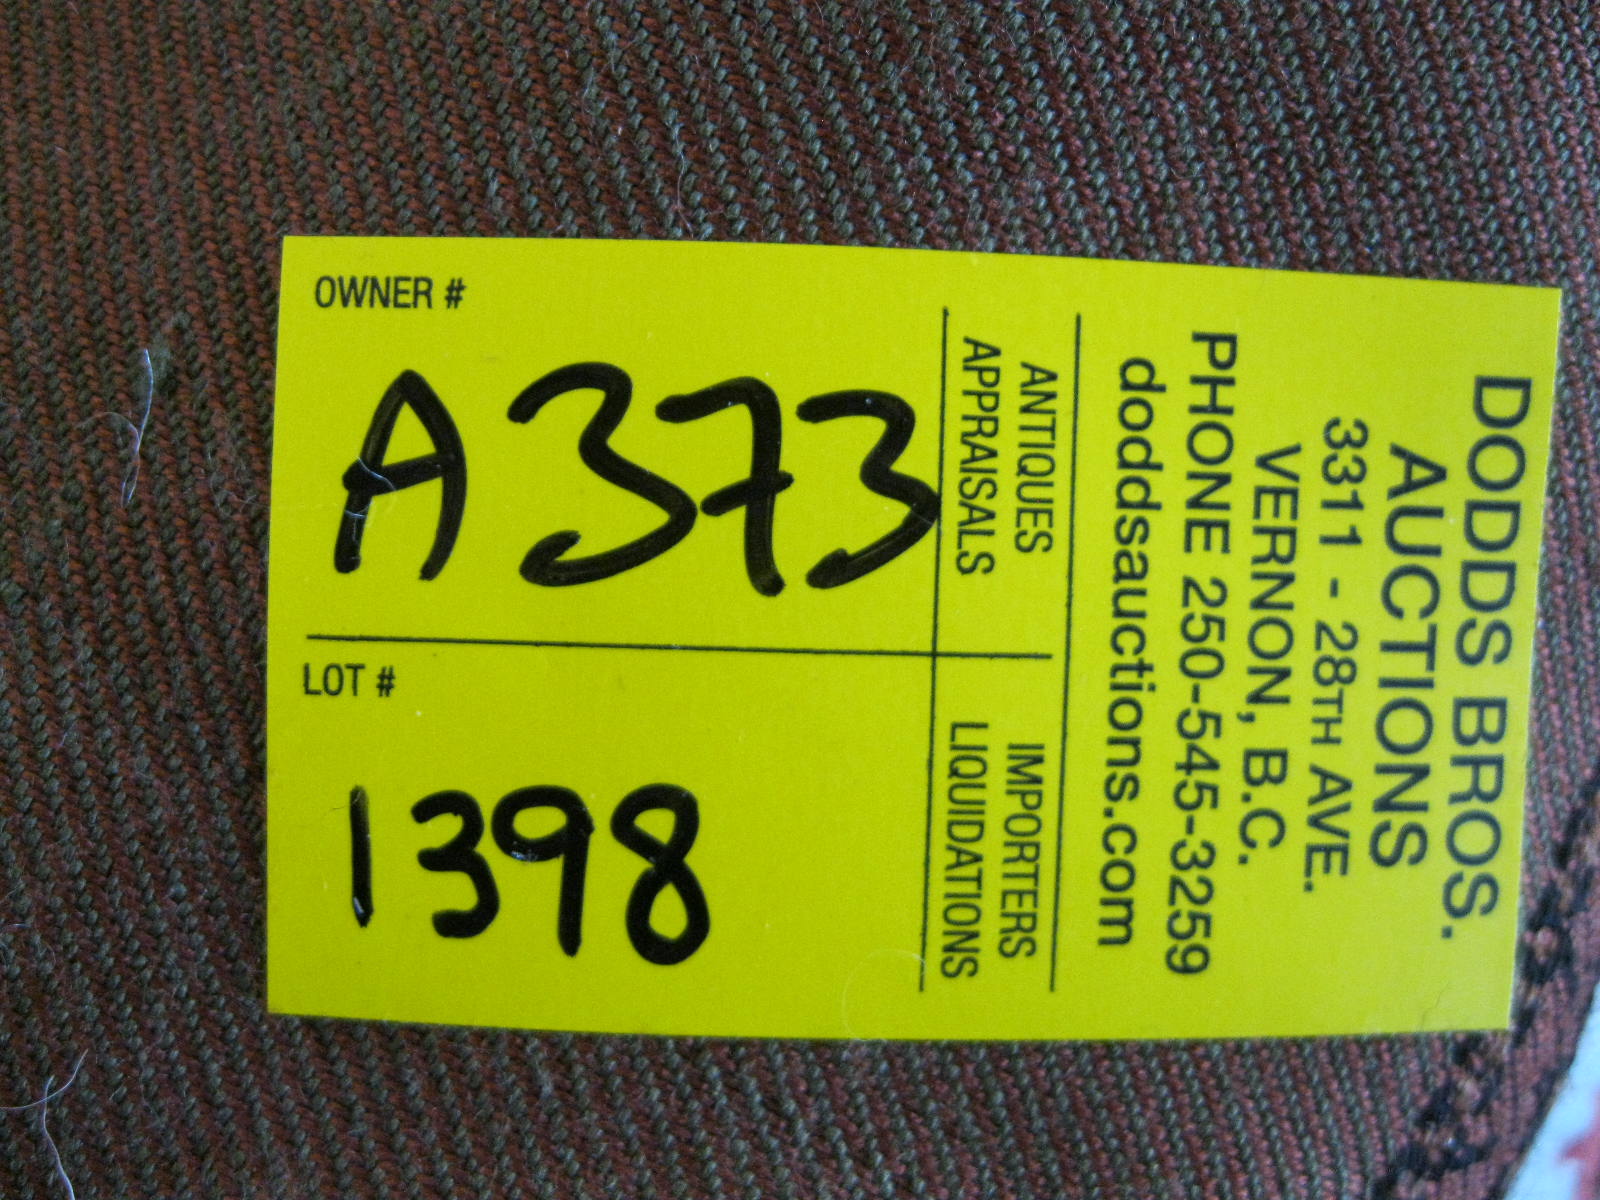 OWNER #
A373
LOT #
1398
DODDS BROS.
AUCTIONS
3311 - 28TH AVE.
VERNON, B.C.
PHONE 250-545-3259
doddsauctions.com
ANTIQUES
APPRAISALS
IMPORTERS
LIQUIDATIONS